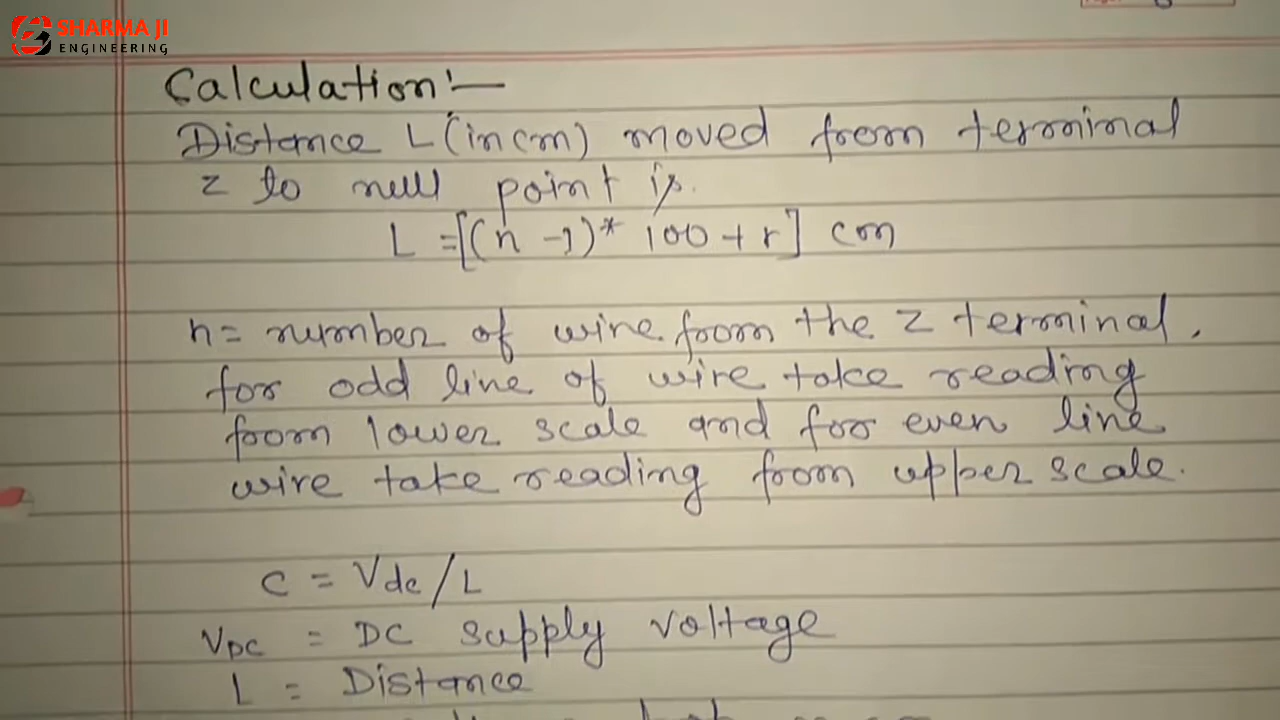 SHARMA JI
ENGINEERING
Calculation:-
Distance L (in cm) moved from terminal
z to null point is.
L = [(n - 1)* 100 + r] cm
n = number of wire from the z terminal.
for odd line of wire take reading
from lower scale and for even line
wire take reading from upper scale.
C = Vdc/L
VDC = DC supply voltage
L = Distance